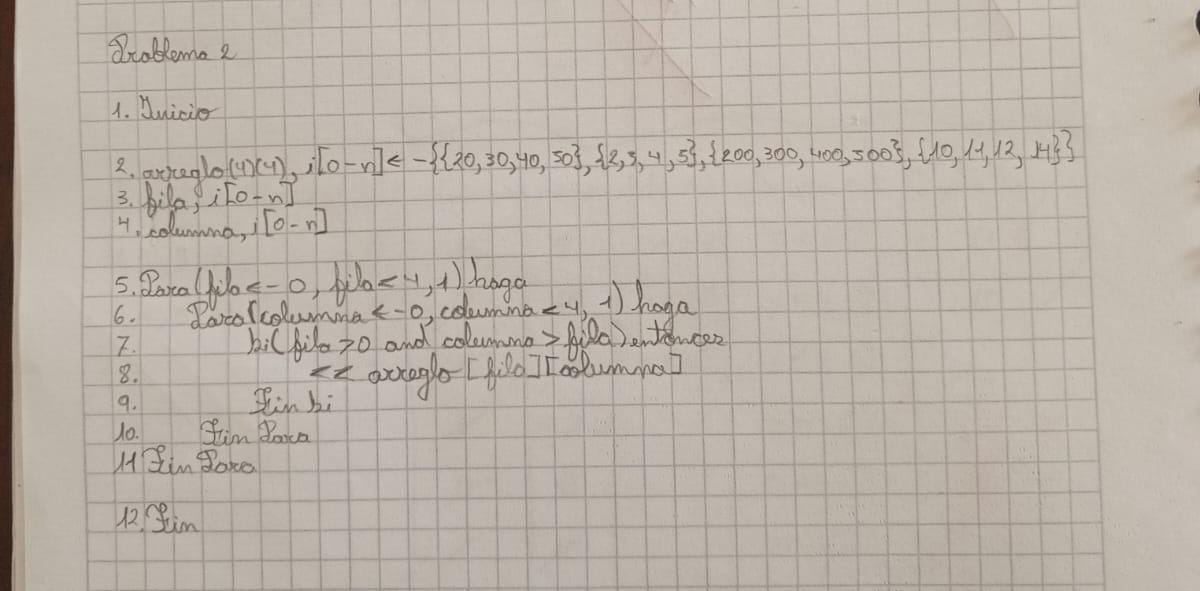 Problema 2
1. Inicio
2. arreglo(4)(4), i[0-n] <- {{20,30,40,50}, {2,3,4,5}, {200,300,400,500}, {10,11,12,14}}
3. fila, i[0-n]
4. columna, i[0-n]
5. Para(fila <- 0, fila < 4, 1) haga
6. Para(columna <- 0, columna < 4, 1) haga
7. Si( fila > 0 and columna > fila) entonces
8. << arreglo [fila][columna]
9. Fin Si
10. Fin Para
11 Fin Para
12. Fin